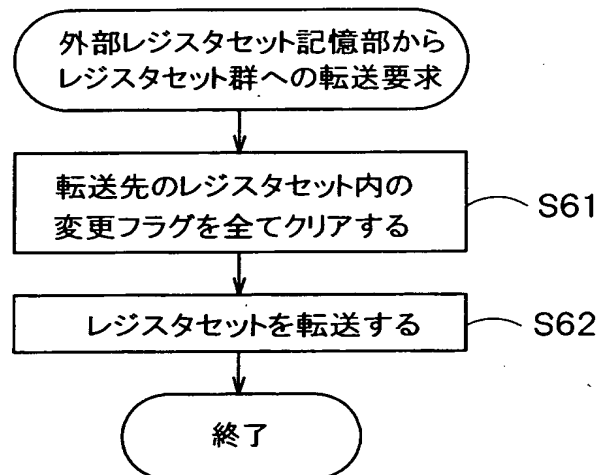 外部レジスタセット記憶部から
レジスタセット群への転送要求
転送先のレジスタセット内の
変更フラグを全てクリアする
S61
レジスタセットを転送する
S62
終了